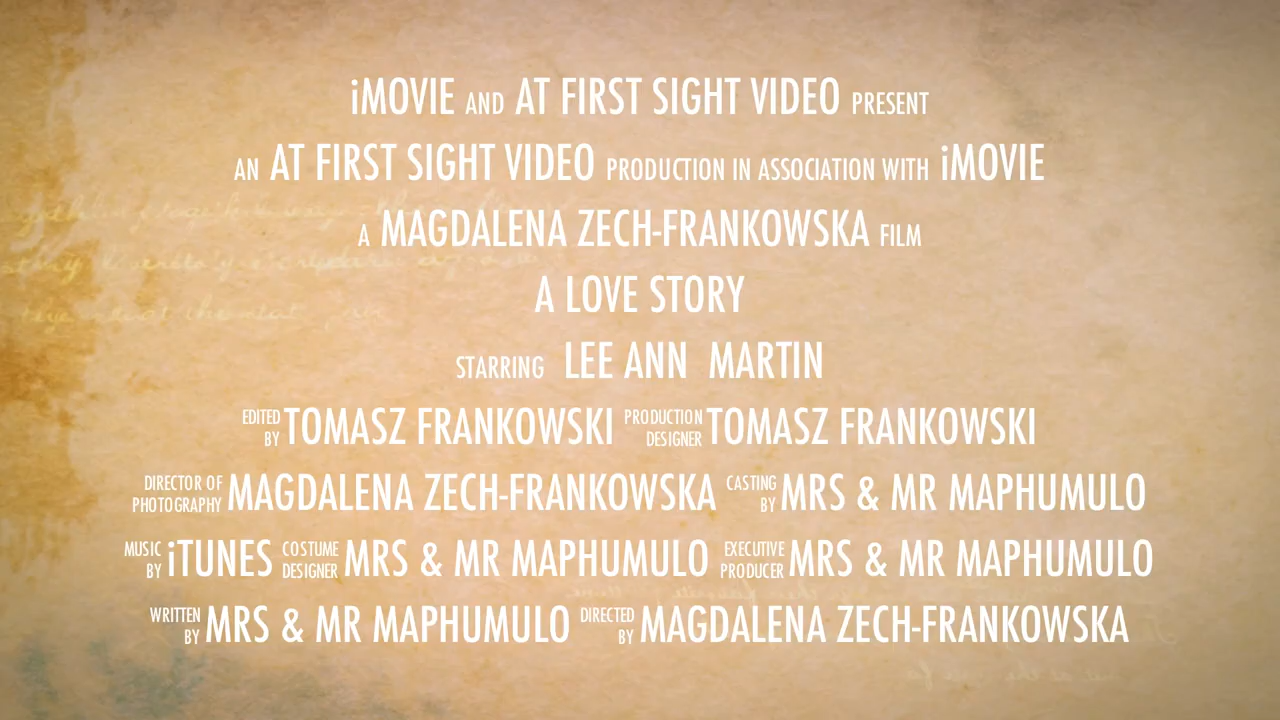 iMOVIE AND AT FIRST SIGHT VIDEO PRESENT
AN AT FIRST SIGHT VIDEO PRODUCTION IN ASSOCIATION WITH iMOVIE
A MAGDALENA ZECH-FRANKOWSKA FILM
A LOVE STORY
STARRING LEE ANN MARTIN
EDITED BY TOMASZ FRANKOWSKI PRODUCTION DESIGNER TOMASZ FRANKOWSKI
DIRECTOR OF PHOTOGRAPHY MAGDALENA ZECH-FRANKOWSKA CASTING BY MRS & MR MAPHUMULO
MUSIC BY iTUNES COSTUME DESIGNER MRS & MR MAPHUMULO EXECUTIVE PRODUCER MRS & MR MAPHUMULO
WRITTEN BY MRS & MR MAPHUMULO DIRECTED BY MAGDALENA ZECH-FRANKOWSKA